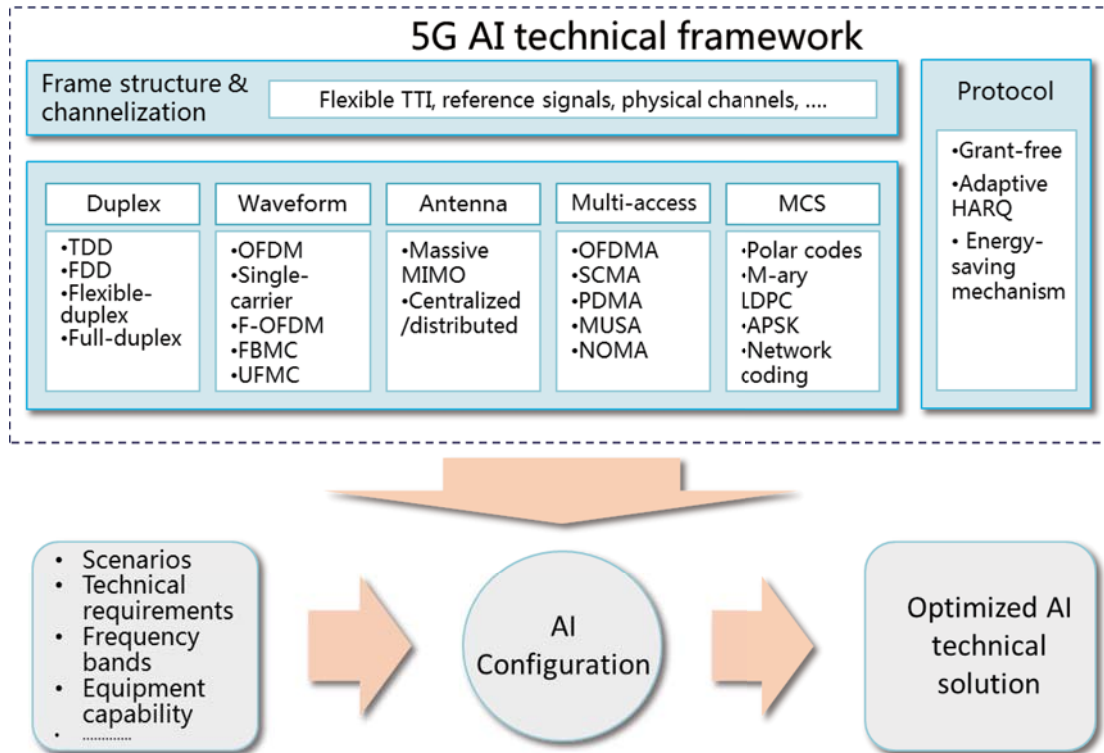 5G AI technical framework
Frame structure &
channelization
Flexible TTI, reference signals, physical channels, ....
Protocol
•Grant-free
•Adaptive
HARQ
• Energy-
saving
mechanism
Duplex
•TDD
•FDD
•Flexible-
duplex
•Full-duplex
Waveform
•OFDM
•Single-
carrier
•F-OFDM
•FBMC
•UFMC
Antenna
•Massive
MIMO
•Centralized
/distributed
Multi-access
•OFDMA
•SCMA
•PDMA
•MUSA
•NOMA
MCS
•Polar codes
•M-ary
LDPC
•APSK
•Network
coding
• Scenarios
• Technical
requirements
• Frequency
bands
• Equipment
capability
• .............
AI
Configuration
Optimized AI
technical
solution